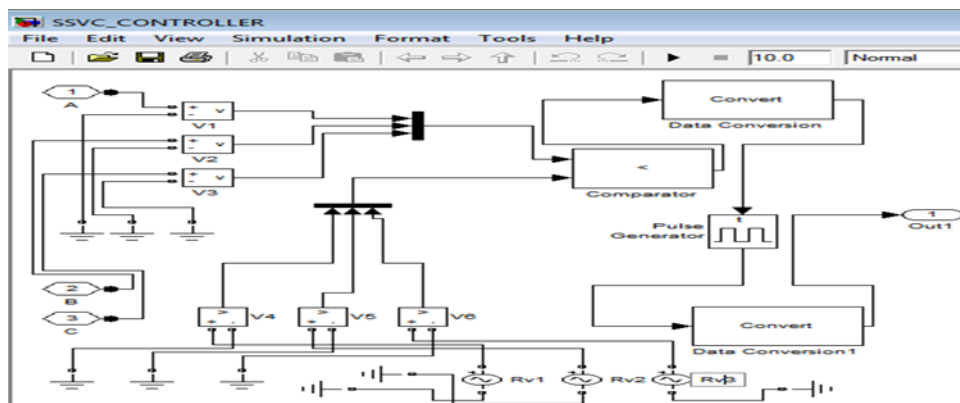 SSVC_CONTROLLER
File Edit View Simulation Format Tools Help
10.0 Normal
1
A
+ - v
V1
+ - v
V2
+ - v
V3
Convert
Data Conversion
<
Comparator
t
Pulse
Generator
1
Out1
2
B
3
C
v + - V4
v + - V5
v + - V6
Convert
Data Conversion1
+ Rv1
+ Rv2
+ Rv3